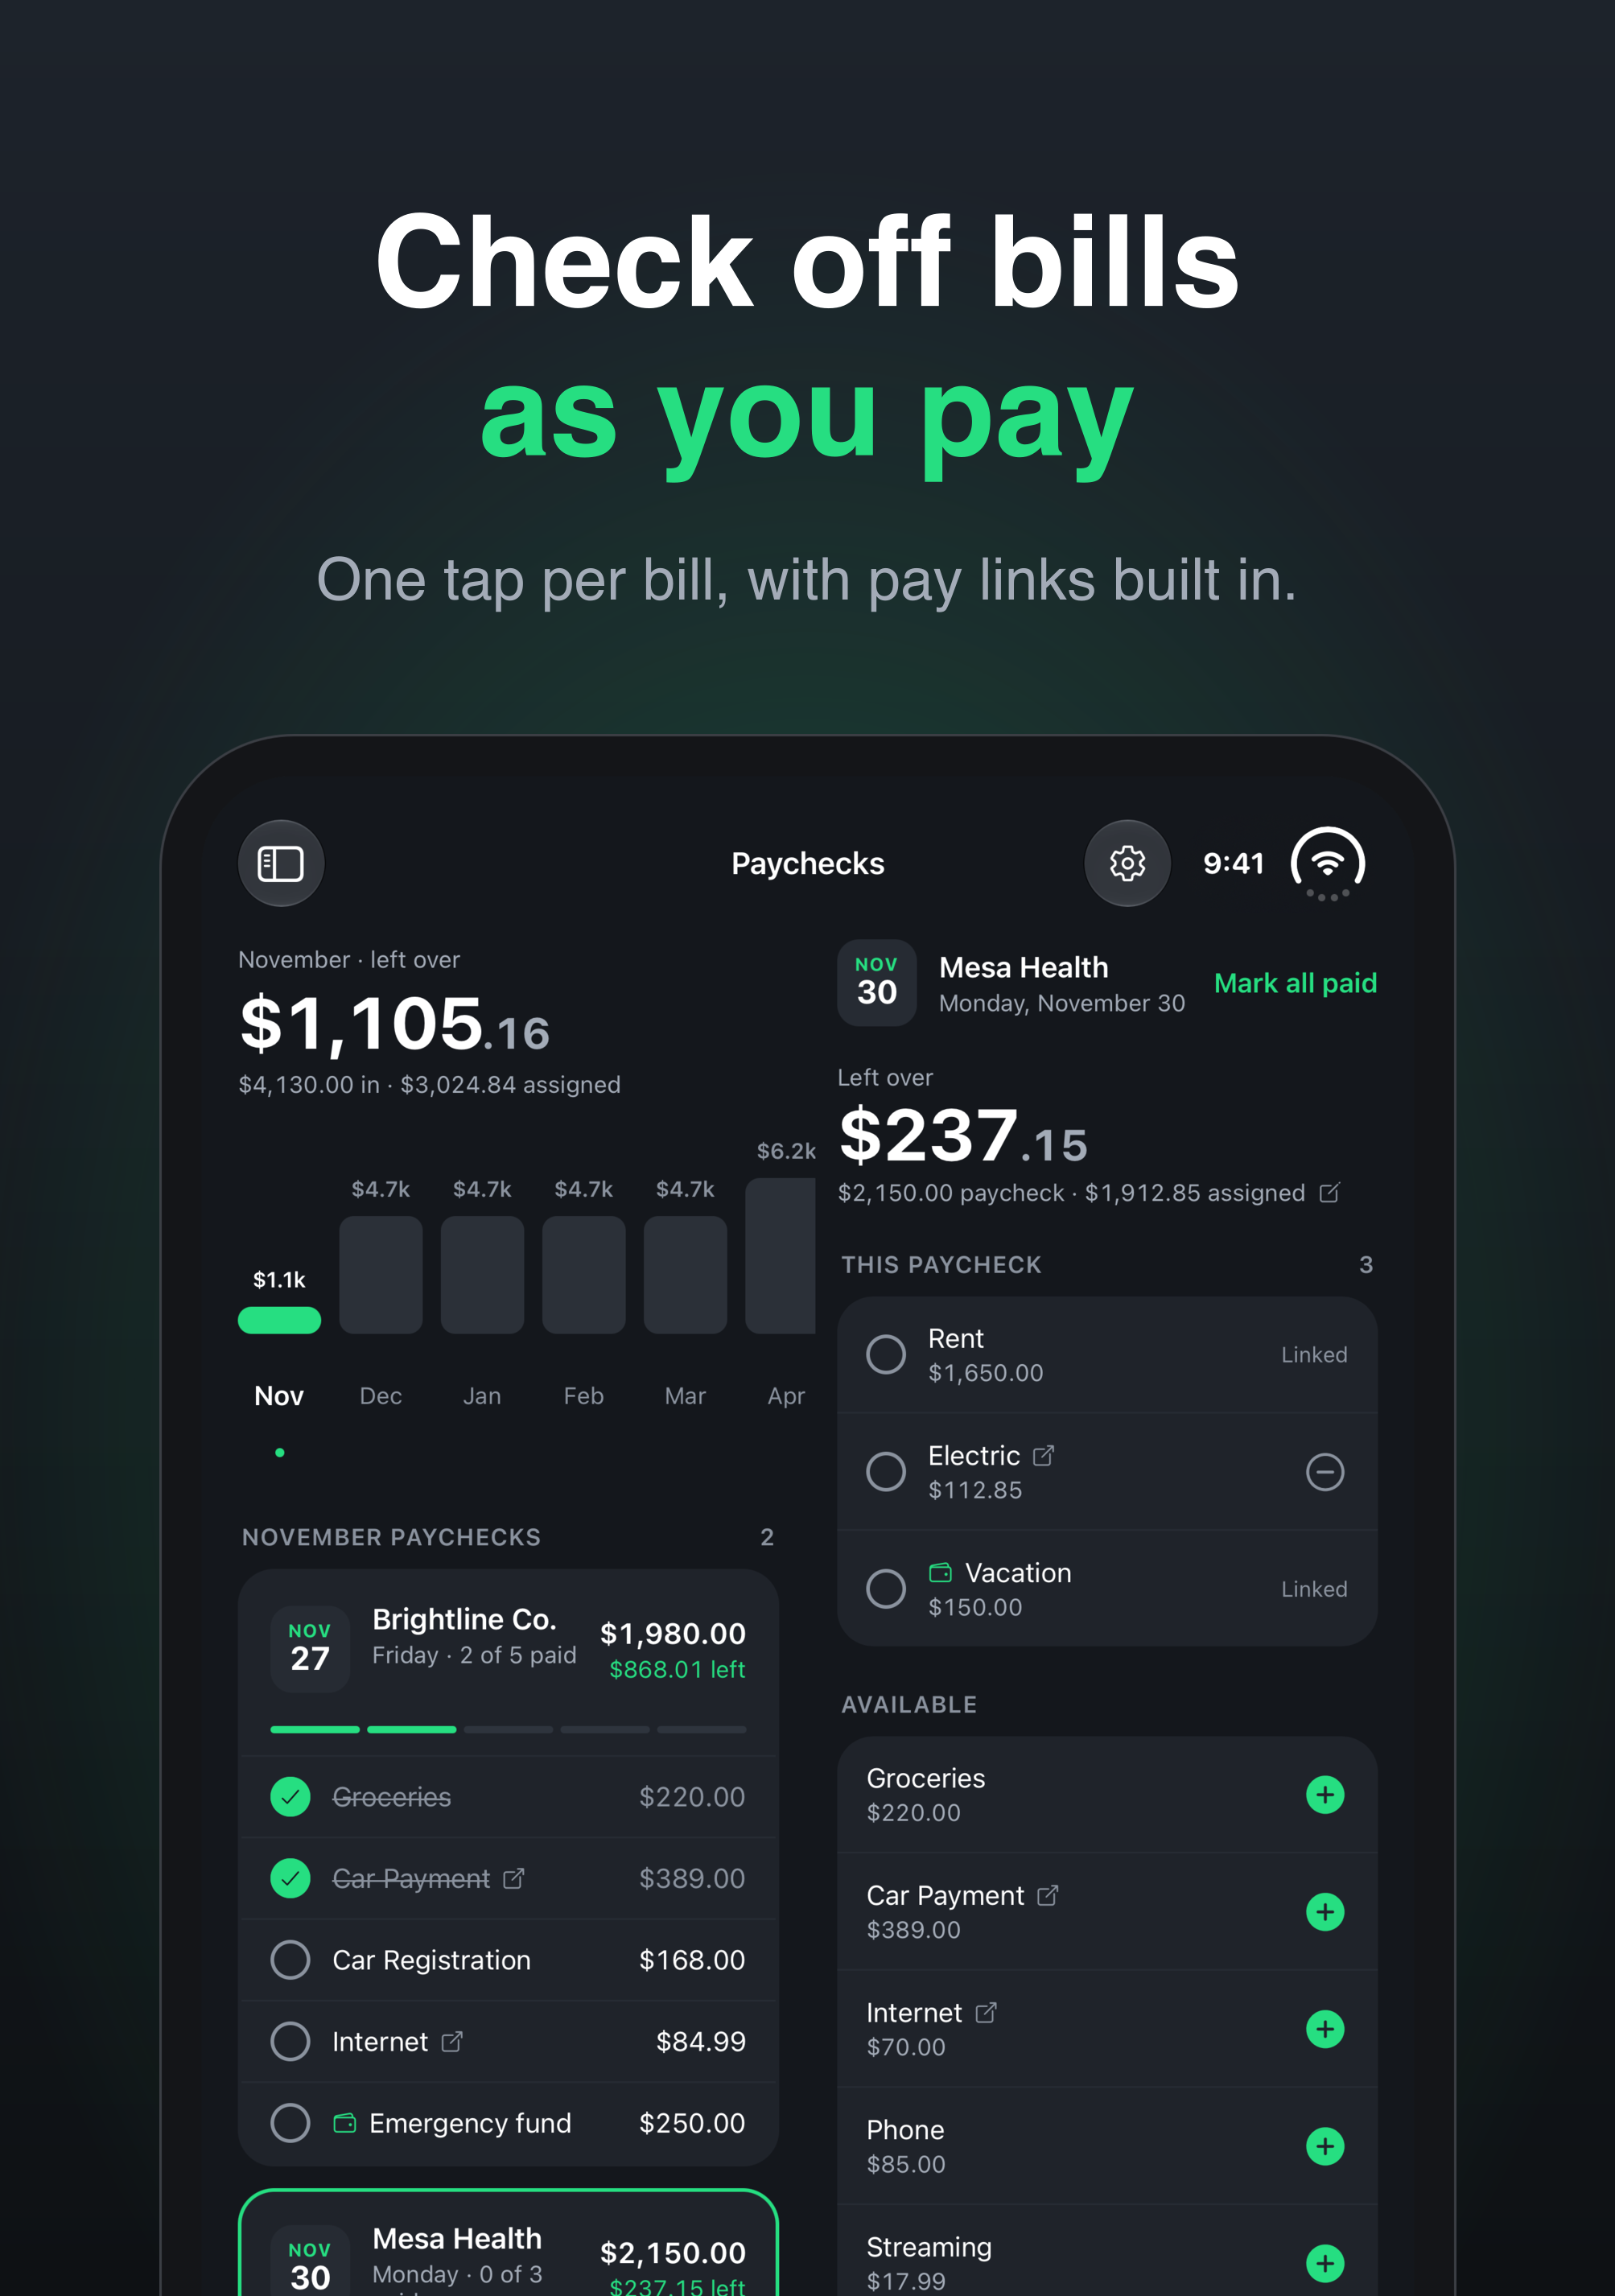 Check off bills
as you pay
One tap per bill, with pay links built in.
Paychecks
9:41
November · left over
$1,105.16
$4,130.00 in · $3,024.84 assigned
$1.1k
$4.7k
$4.7k
$4.7k
$4.7k
$6.2k
Nov
Dec
Jan
Feb
Mar
Apr
NOVEMBER PAYCHECKS 2
NOV
27
Brightline Co.
Friday · 2 of 5 paid
$1,980.00
$868.01 left
Groceries $220.00
Car Payment $389.00
Car Registration $168.00
Internet $84.99
Emergency fund $250.00
NOV
30
Mesa Health
Monday · 0 of 3
$2,150.00
$237.15 left
NOV
30
Mesa Health
Monday, November 30
Mark all paid
Left over
$237.15
$2,150.00 paycheck · $1,912.85 assigned
THIS PAYCHECK 3
Rent
$1,650.00
Linked
Electric
$112.85
Vacation
$150.00
Linked
AVAILABLE
Groceries
$220.00
Car Payment
$389.00
Internet
$70.00
Phone
$85.00
Streaming
$17.99